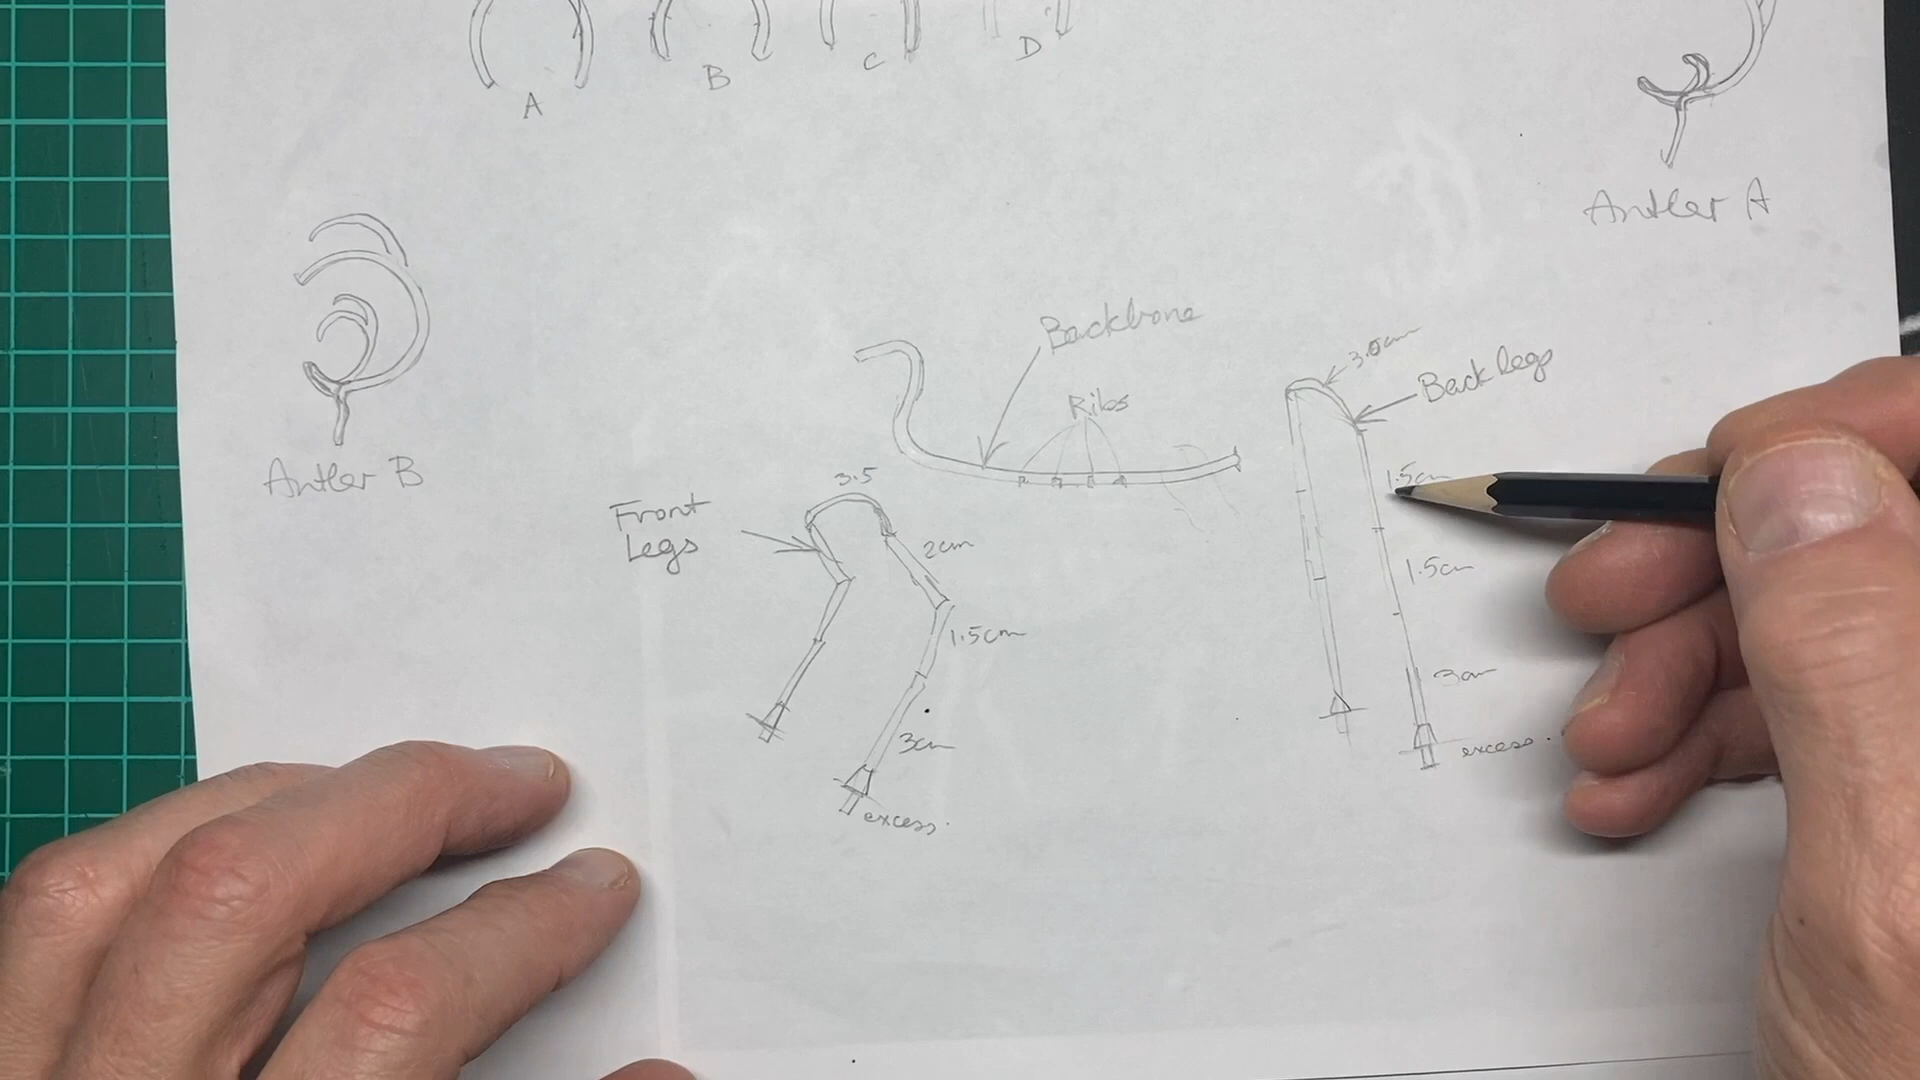 A
B
C
D
Antler A
Antler B
Backbone
Ribs
3.0cm
Back legs
1.5cm
1.5cm
3cm
excess.
Front
Legs
3.5
2cm
1.5cm
3cm
excess.